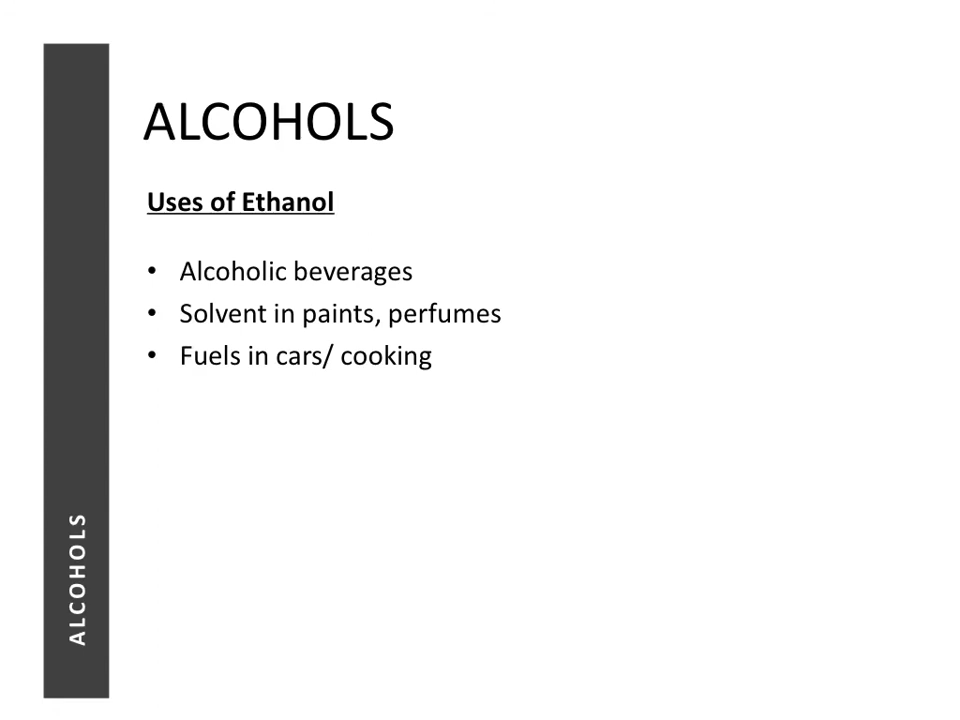 ALCOHOLS
Uses of Ethanol
• Alcoholic beverages
• Solvent in paints, perfumes
• Fuels in cars/ cooking
ALCOHOLS